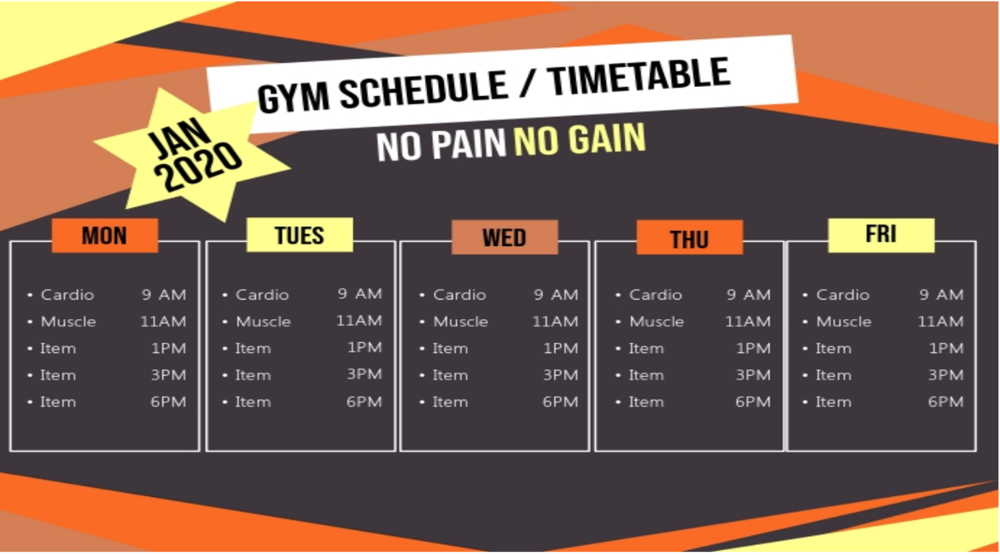 GYM SCHEDULE / TIMETABLE
JAN
2020
NO PAIN NO GAIN
MON
• Cardio 9 AM
• Muscle 11AM
• Item 1PM
• Item 3PM
• Item 6PM
TUES
• Cardio 9 AM
• Muscle 11AM
• Item 1PM
• Item 3PM
• Item 6PM
WED
• Cardio 9 AM
• Muscle 11AM
• Item 1PM
• Item 3PM
• Item 6PM
THU
• Cardio 9 AM
• Muscle 11AM
• Item 1PM
• Item 3PM
• Item 6PM
FRI
• Cardio 9 AM
• Muscle 11AM
• Item 1PM
• Item 3PM
• Item 6PM